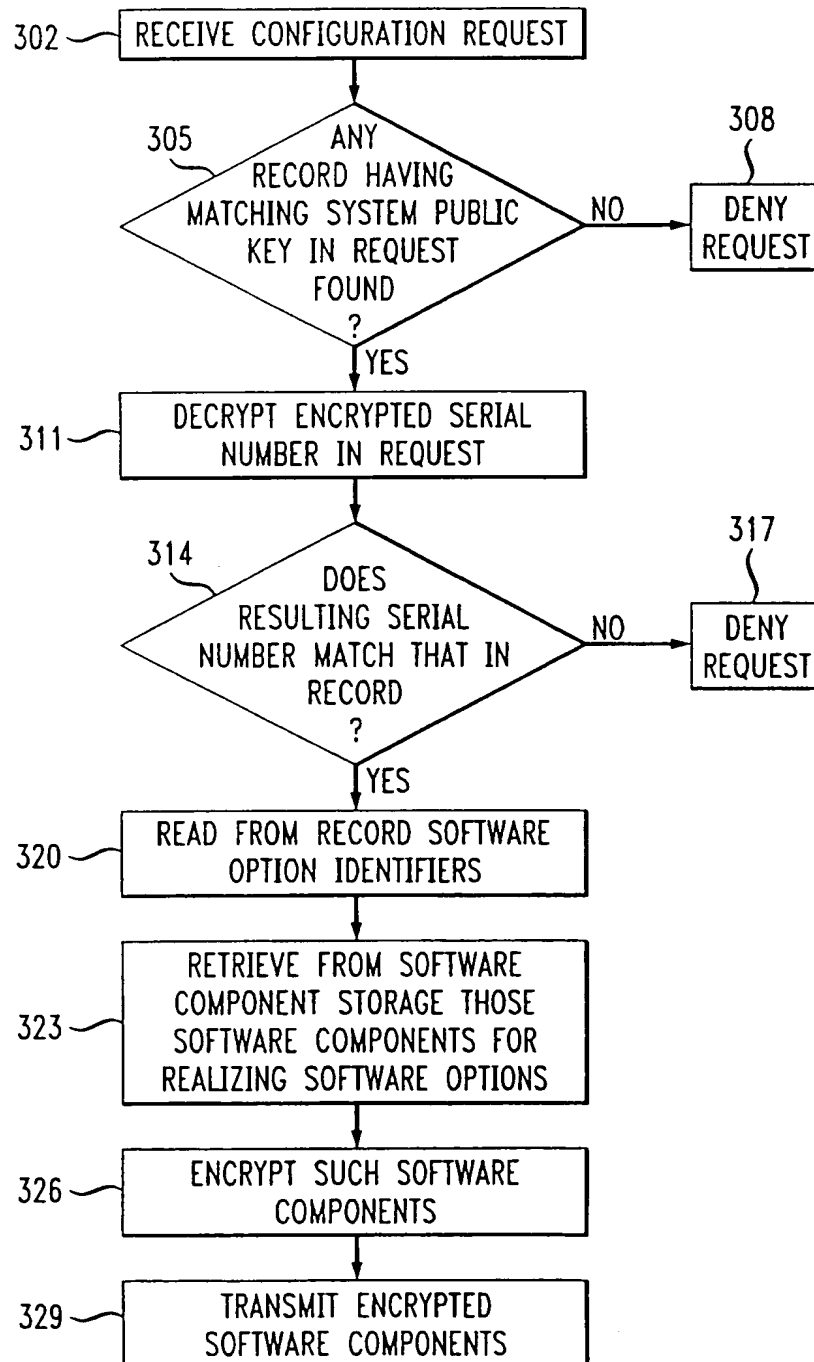 302 RECEIVE CONFIGURATION REQUEST
305
ANY
RECORD HAVING
MATCHING SYSTEM PUBLIC
KEY IN REQUEST
FOUND
?
NO
308
DENY
REQUEST
YES
311
DECRYPT ENCRYPTED SERIAL
NUMBER IN REQUEST
314
DOES
RESULTING SERIAL
NUMBER MATCH THAT IN
RECORD
?
NO
317
DENY
REQUEST
YES
320
READ FROM RECORD SOFTWARE
OPTION IDENTIFIERS
323
RETRIEVE FROM SOFTWARE
COMPONENT STORAGE THOSE
SOFTWARE COMPONENTS FOR
REALIZING SOFTWARE OPTIONS
326
ENCRYPT SUCH SOFTWARE
COMPONENTS
329
TRANSMIT ENCRYPTED
SOFTWARE COMPONENTS